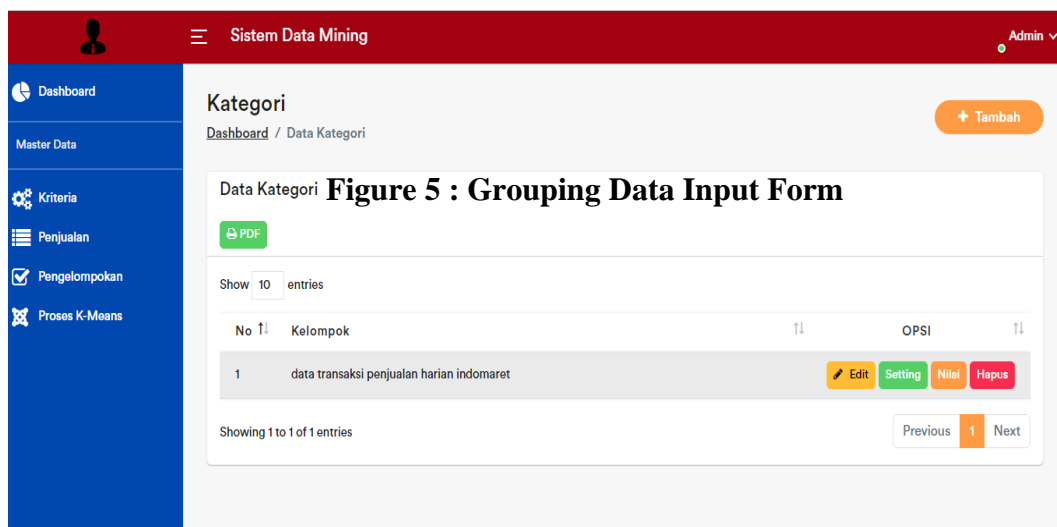 Sistem Data Mining
Admin
Dashboard
Master Data
Kriteria
Penjualan
Pengelompokan
Proses K-Means
Kategori
Dashboard / Data Kategori
+ Tambah
Data Kategori
Figure 5 : Grouping Data Input Form
PDF
Show 10 entries
No Kelompok OPSI
1 data transaksi penjualan harian indomaret Edit Setting Nilai Hapus
Showing 1 to 1 of 1 entries
Previous 1 Next